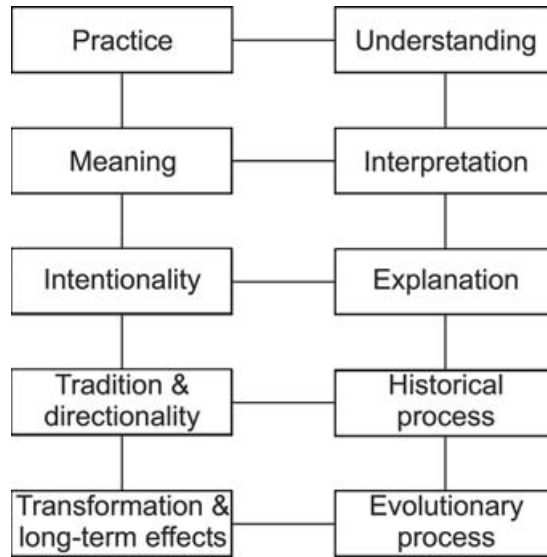 Practice
Understanding
Meaning
Interpretation
Intentionality
Explanation
Tradition &
directionality
Historical
process
Transformation &
long-term effects
Evolutionary
process